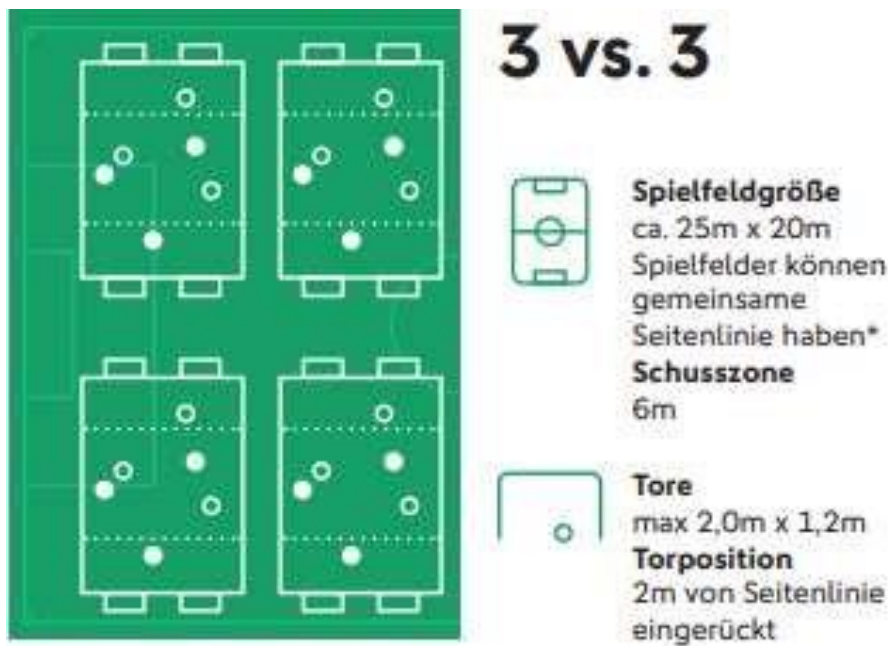 3 vs. 3
Spielfeldgröße
ca. 25m x 20m
Spielfelder können
gemeinsame
Seitenlinie haben*
Schusszone
6m
Tore
max 2,0m x 1,2m
Torposition
2m von Seitenlinie
eingerückt